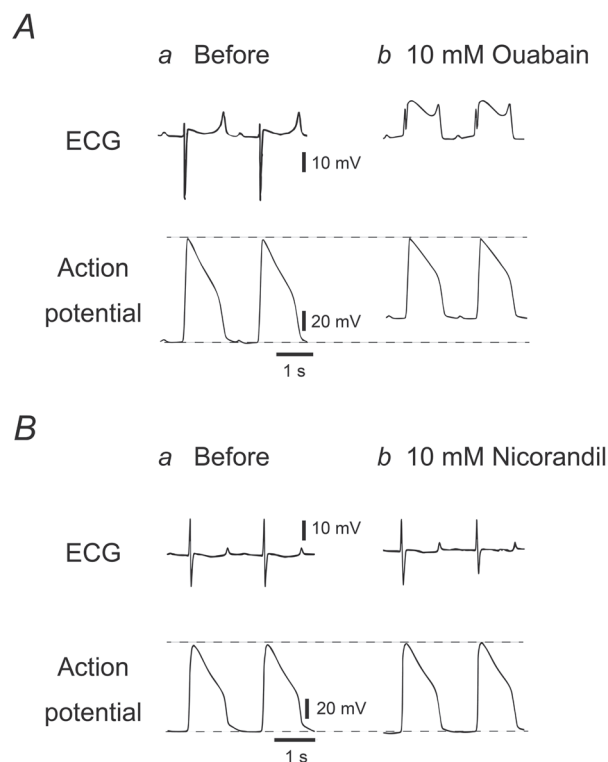 A
a Before
b 10 mM Ouabain
ECG
10 mV
Action
potential
20 mV
1 s
B
a Before
b 10 mM Nicorandil
ECG
10 mV
Action
potential
20 mV
1 s